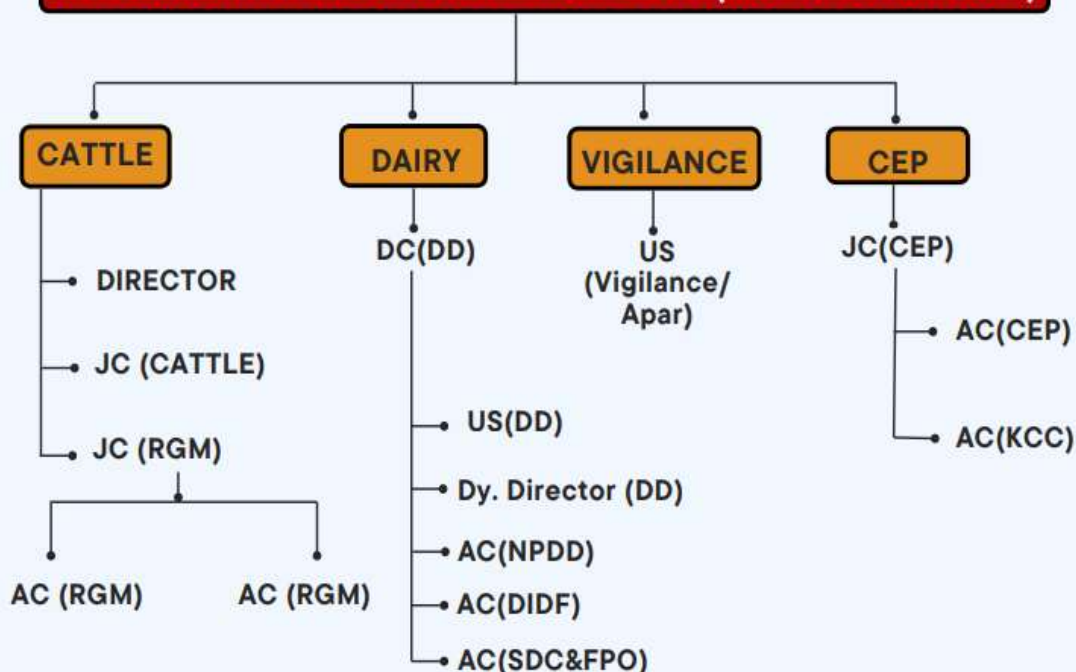 CATTLE
DAIRY
VIGILANCE
CEP
DIRECTOR
JC (CATTLE)
JC (RGM)
AC (RGM)
AC (RGM)
DC(DD)
US(DD)
Dy. Director (DD)
AC(NPDD)
AC(DIDF)
AC(SDC&FPO)
US
(Vigilance/
Apar)
JC(CEP)
AC(CEP)
AC(KCC)